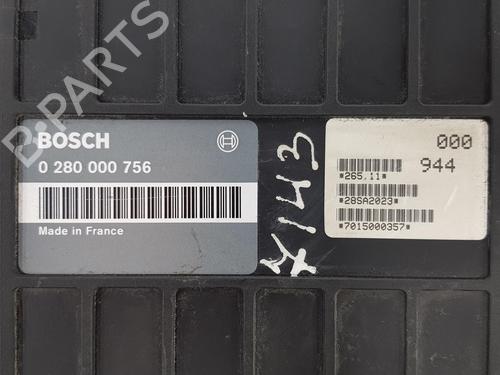 BOSCH
0 280 000 756
Made in France
000
944
*265,11*
*28SA2023*
*7015000357*
B-PARTS